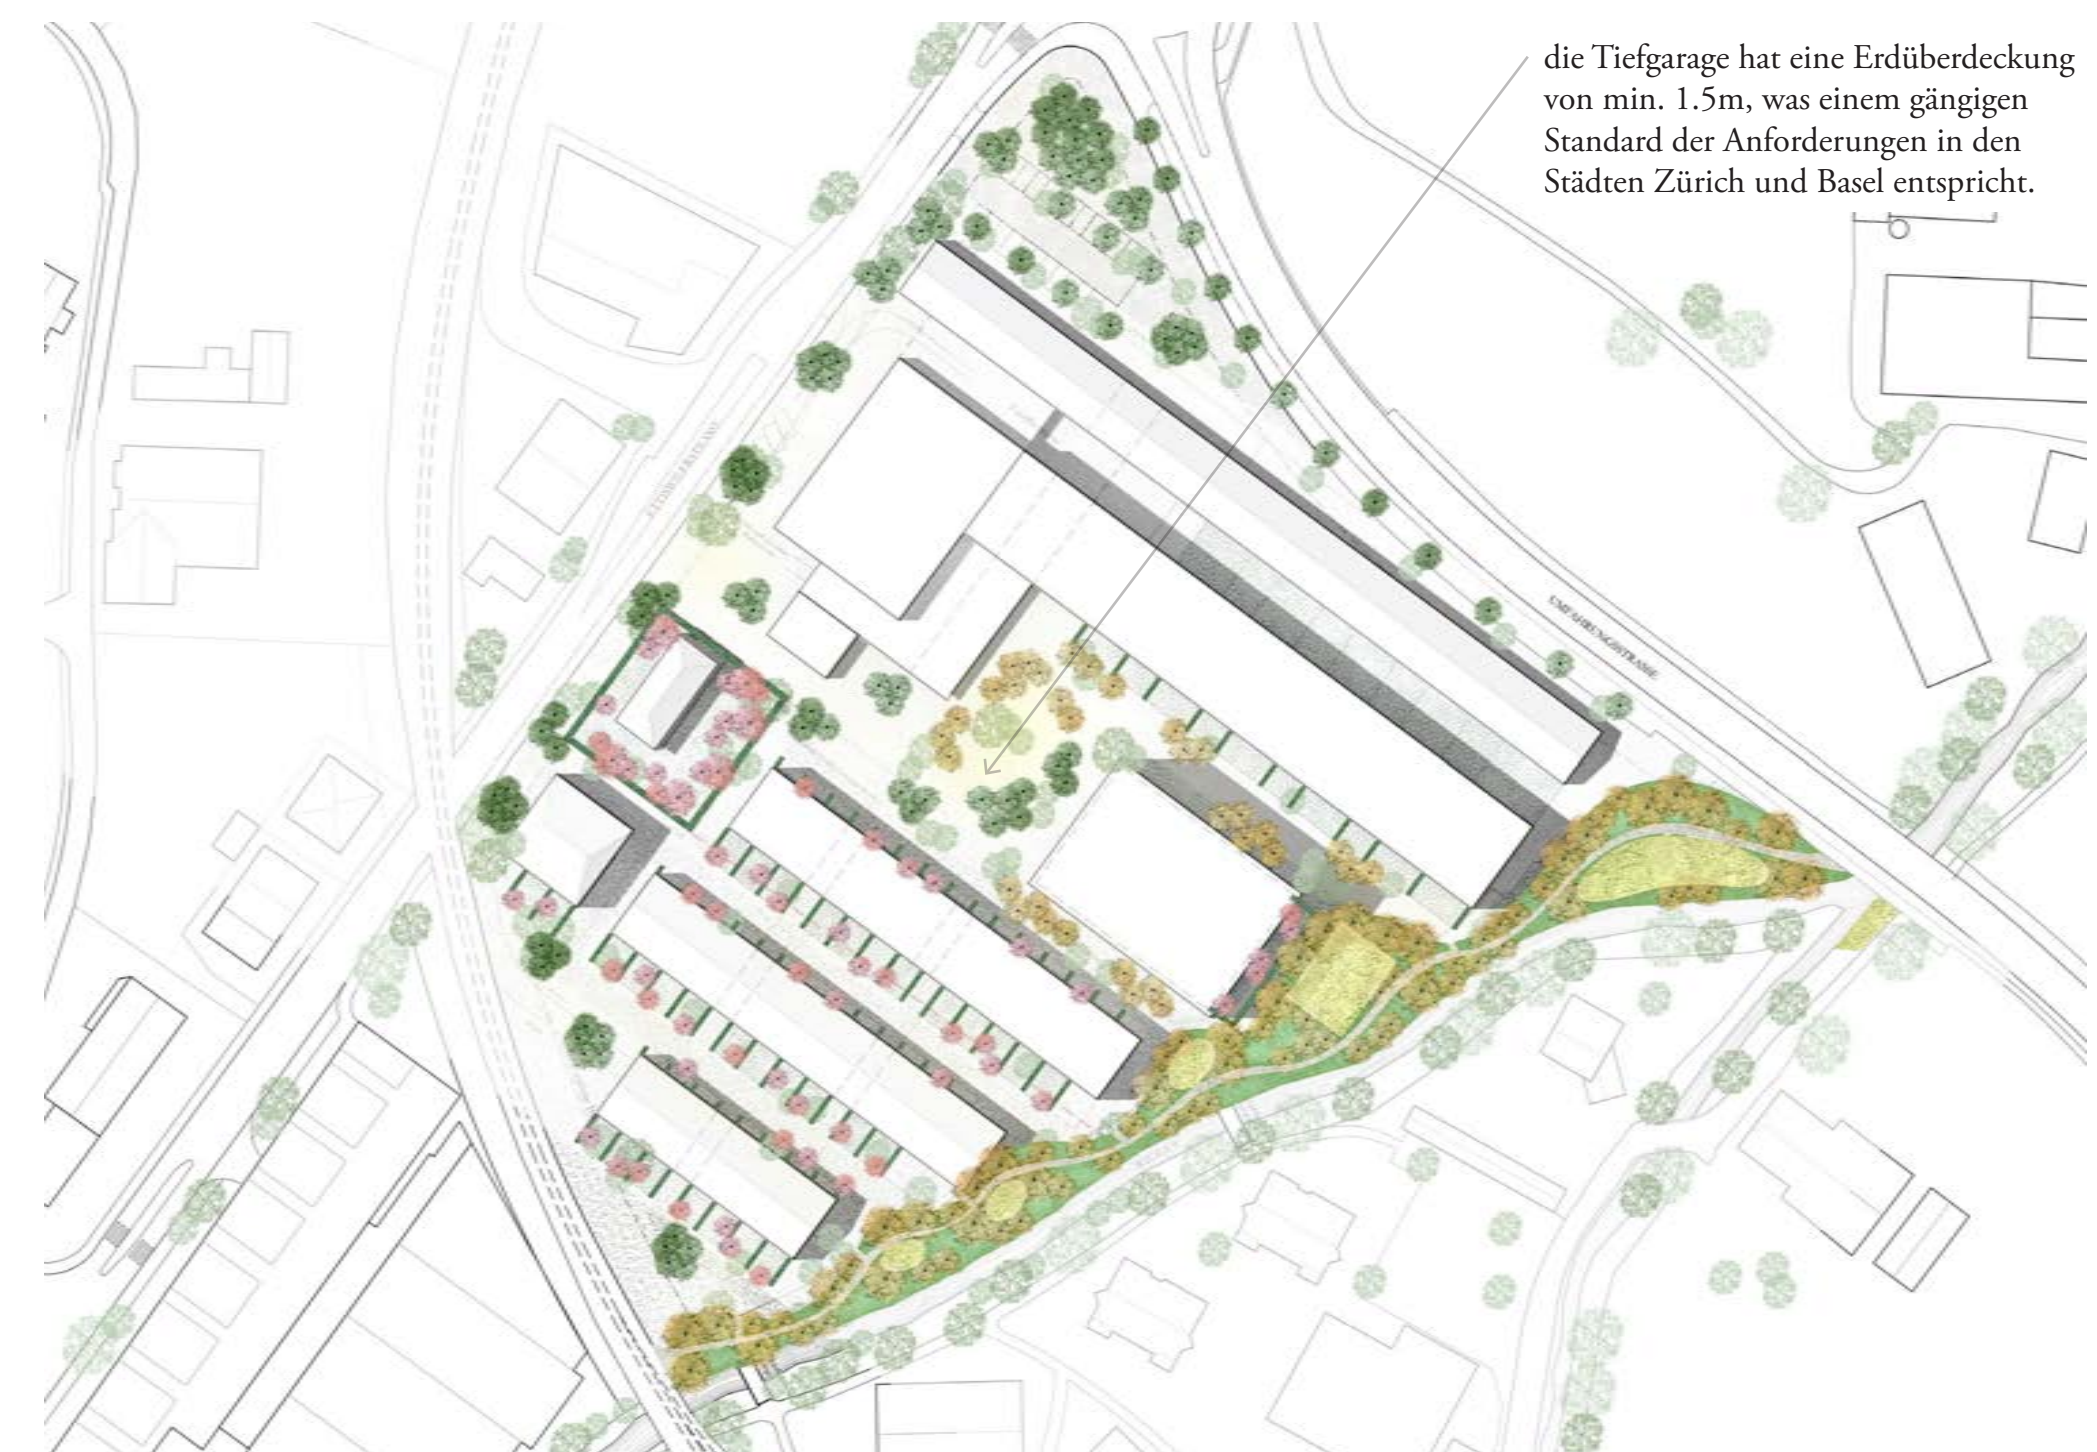 die Tiefgarage hat eine Erdüberdeckung
von min. 1.5m, was einem gängigen
Standard der Anforderungen in den
Städten Zürich und Basel entspricht.
UMFAHRUNGSSTRASSE